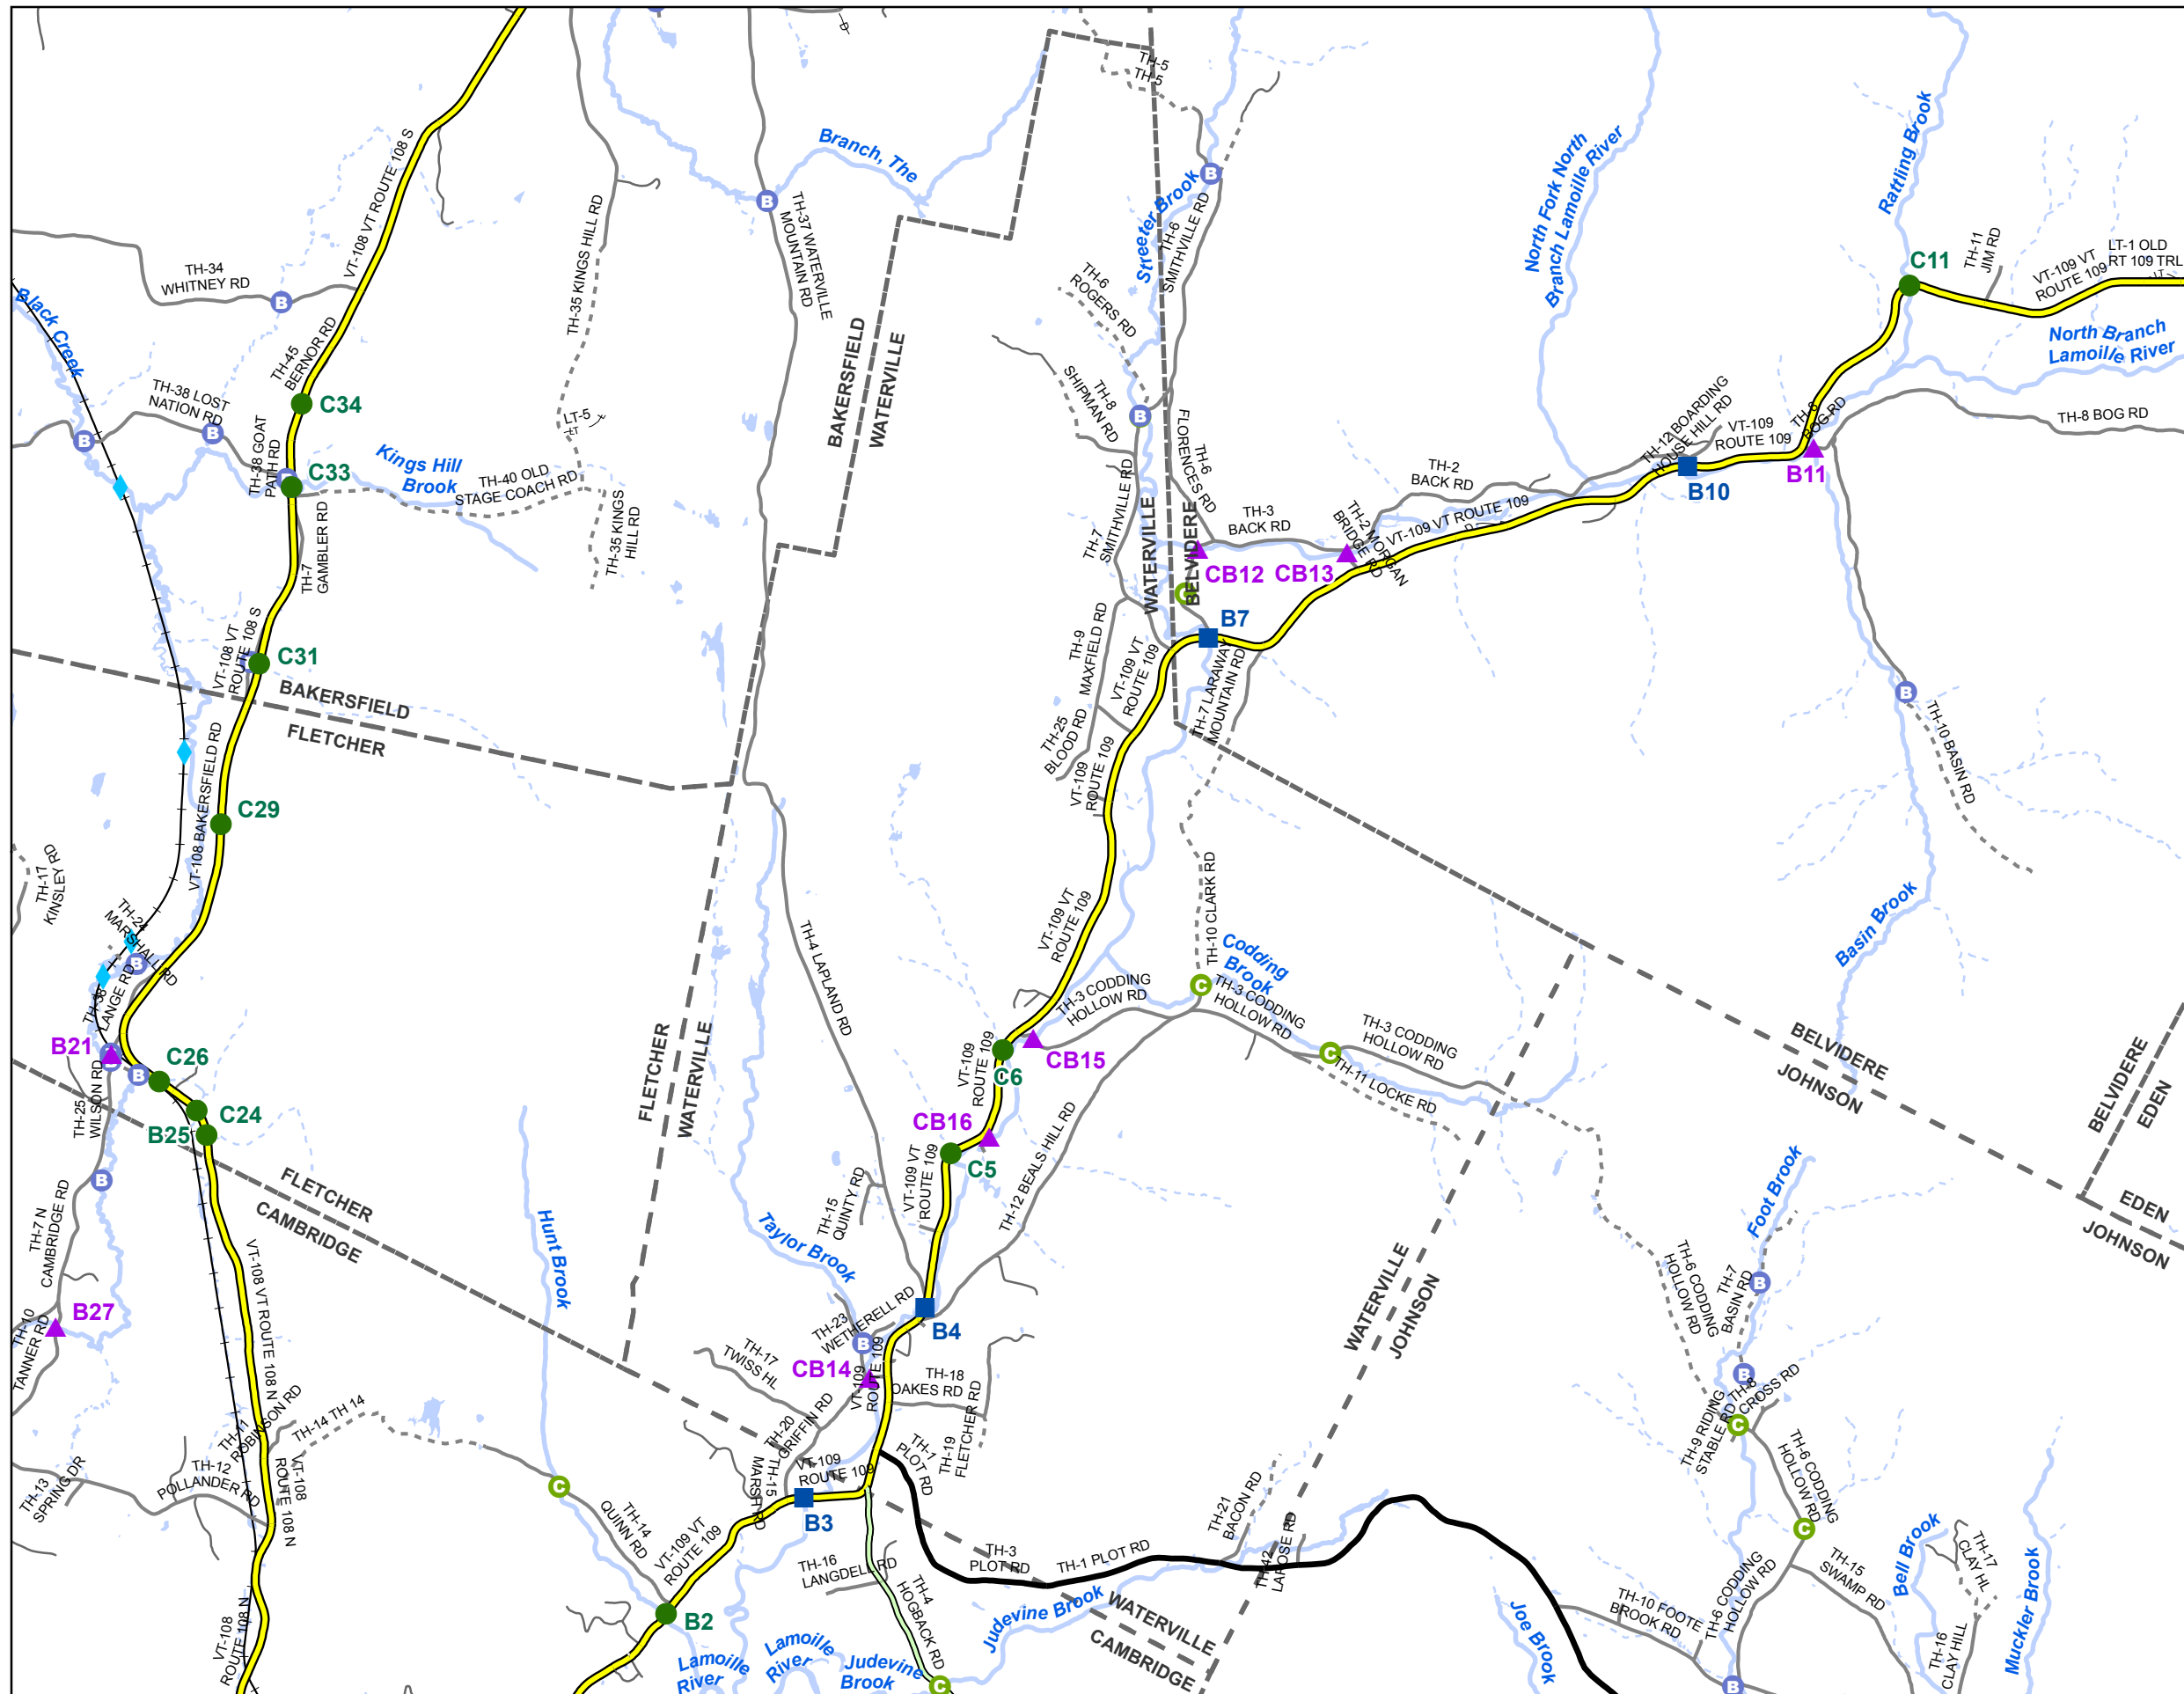 TH-5
TH-5
VT-108 VT ROUTE 108 S
Branch, The
TH-37 WATERVILLE
MOUNTAIN RD
TH-35 KINGS HILL RD
Streeter Brook
TH-6
SMITHVILLE RD
North Fork North
Branch Lamoille River
Rattling Brook
C11
TH-11
JIM RD
VT-109 VT
ROUTE 109
LT-1 OLD
RT 109 TRL
LT
North Branch
Lamoille River
TH-34
WHITNEY RD
B
B
B
Black Creek
TH-45
BERNOR RD
C34
TH-38 LOST
NATION RD
B
B
TH-38 GOAT
PATH RD
C33
Kings Hill
Brook
TH-40 OLD
STAGE COACH RD
LT-5
LT
TH-35 KINGS
HILL RD
TH-7
GAMBLER RD
BAKERSFIELD
WATERVILLE
TH-6
ROGERS RD
TH-8
SHIPMAN RD
B
FLORENCES RD
TH-6
TH-7
SMITHVILLE RD
WATERVILLE
BELVIDERE
TH-3
BACK RD
TH-2
BACK RD
CB12
CB13
TH-2 MORGAN
BRIDGE RD
VT-109 VT ROUTE 109
D
TH-12 BOARDING
HOUSE HILL RD
VT-109
ROUTE 109
B10
TH-8
BOG RD
B11
TH-8 BOG RD
C
B7
TH-9
MAXFIELD RD
VT-109 VT
ROUTE 109
TH-7 LARAWAY
MOUNTAIN RD
TH-25
BLOOD RD
VT-109
ROUTE 109
B
TH-10 BASIN RD
VT-108 VT
ROUTE 108 S
C31
BAKERSFIELD
FLETCHER
C29
VT-108 BAKERSFIELD RD
TH-17
KINSLEY RD
TH-24
MARSHALL RD
B
TH-38
LANGE RD
B21
B
C26
TH-25
WILSON RD
C24
B25
B
FLETCHER
CAMBRIDGE
TH-7 N
CAMBRIDGE RD
B27
TH-10
TANNER RD
VT-108 VT ROUTE 108 N
Hunt Brook
FLETCHER
WATERVILLE
TH-4 LAPLAND RD
VT-109 VT
ROUTE 109
TH-10 CLARK RD
Codding
Brook
C
TH-3 CODDING
HOLLOW RD
TH-3 CODDING
HOLLOW RD
TH-3 CODDING
HOLLOW RD
C
TH-11 LOCKE RD
CB15
VT-109
ROUTE 109
C6
CB16
C5
VT-109 VT
ROUTE 109
TH-12 BEALS HILL RD
TH-15
QUINTY RD
Taylor Brook
TH-23
WETHERELL RD
B
B4
CB14
VT-109
ROUTE 109
TH-17
TWISS HL
TH-18
OAKES RD
TH-19
FLETCHER RD
TH-20
GRIFFIN RD
TH-1
PLOT RD
VT-109
ROUTE 109
TH-15
MARSH RD
B3
WATERVILLE
JOHNSON
Basin Brook
BELVIDERE
JOHNSON
BELVIDERE
EDEN
EDEN
JOHNSON
Foot Brook
TH-6 CODDING
HOLLOW RD
TH-7
BASIN RD
B
B
TH-8
CROSS RD
C
TH-9 RIDING
STABLE RD
TH-6 CODDING
HOLLOW RD
C
TH-11
ROBINSON RD
TH-14 TH 14
TH-12
POLLANDER RD
VT-108
ROUTE 108 N
TH-13
SPRING DR
C
TH-14
QUINN RD
VT-109 VT
ROUTE 109
B2
VT-108
ROUTE 108 N
TH-16
LANGDELL RD
TH-4
HOGBACK RD
TH-3
PLOT RD
TH-1 PLOT RD
TH-21
BACON RD
TH-42
LAROSE RD
Lamoille
River
Lamoille
River
Judevine
Brook
C
Judevine Brook
WATERVILLE
CAMBRIDGE
Joe Brook
TH-10 FOOTE
BROOK RD
TH-6 CODDING
HOLLOW RD
B
TH-15
SWAMP RD
Bell Brook
TH-17
CLAY HL
TH-16
CLAY HILL
Muckler Brook